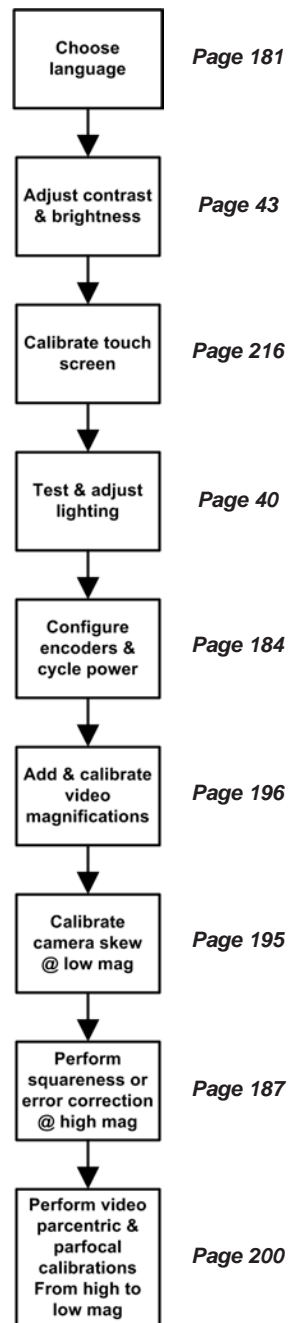 Choose
language
Page 181
Adjust contrast
& brightness
Page 43
Calibrate touch
screen
Page 216
Test & adjust
lighting
Page 40
Configure
encoders &
cycle power
Page 184
Add & calibrate
video
magnifications
Page 196
Calibrate
camera skew
@ low mag
Page 195
Perform
squareness or
error correction
@ high mag
Page 187
Perform video
parcentric &
parfocal
calibrations
From high to
low mag
Page 200